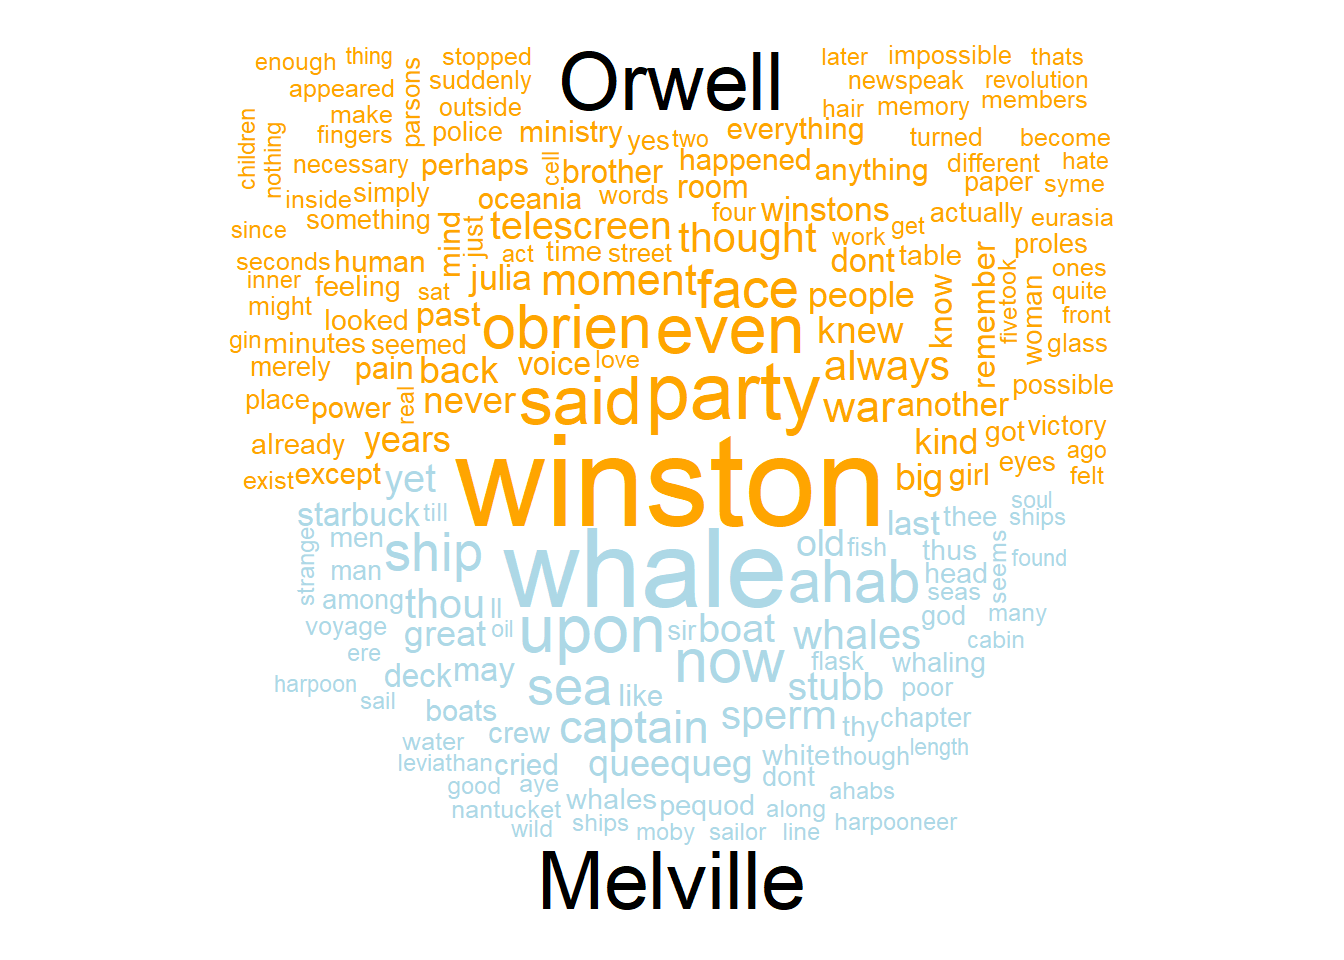 Orwell
enough thing stopped later impossible thats
appeared parsons suddenly newspeak revolution
make outside hair memory members
children nothing fingers police ministry yes two everything turned become
necessary perhaps cell brother happened anything different hate
inside simply oceania words room paper syme
since something mind just telescreen four winstons work get actually eurasia
thought street time act dont table proles
seconds human julia moment face people know remember fivetook woman ones
inner feeling sat quite
might looked past obrien even knew front
gin minutes seemed voice love glass
merely pain back always possible
place power real never said party war another
already years kind got victory
exist except winston big girl eyes ago felt
yet
starbuck till last thee soul ships
strange men ship whale old fish thus seems found
man ahab head
among thou ll seas
voyage great oil upon sir boat whales god many
ere now flask whaling cabin
harpoon deck may sea like stubb poor
sail boats captain sperm thy chapter
water crew white though length
leviathan cried queequeg dont
good aye whales pequod along ahabs
nantucket wild ships moby sailor line harpooneer
Melville